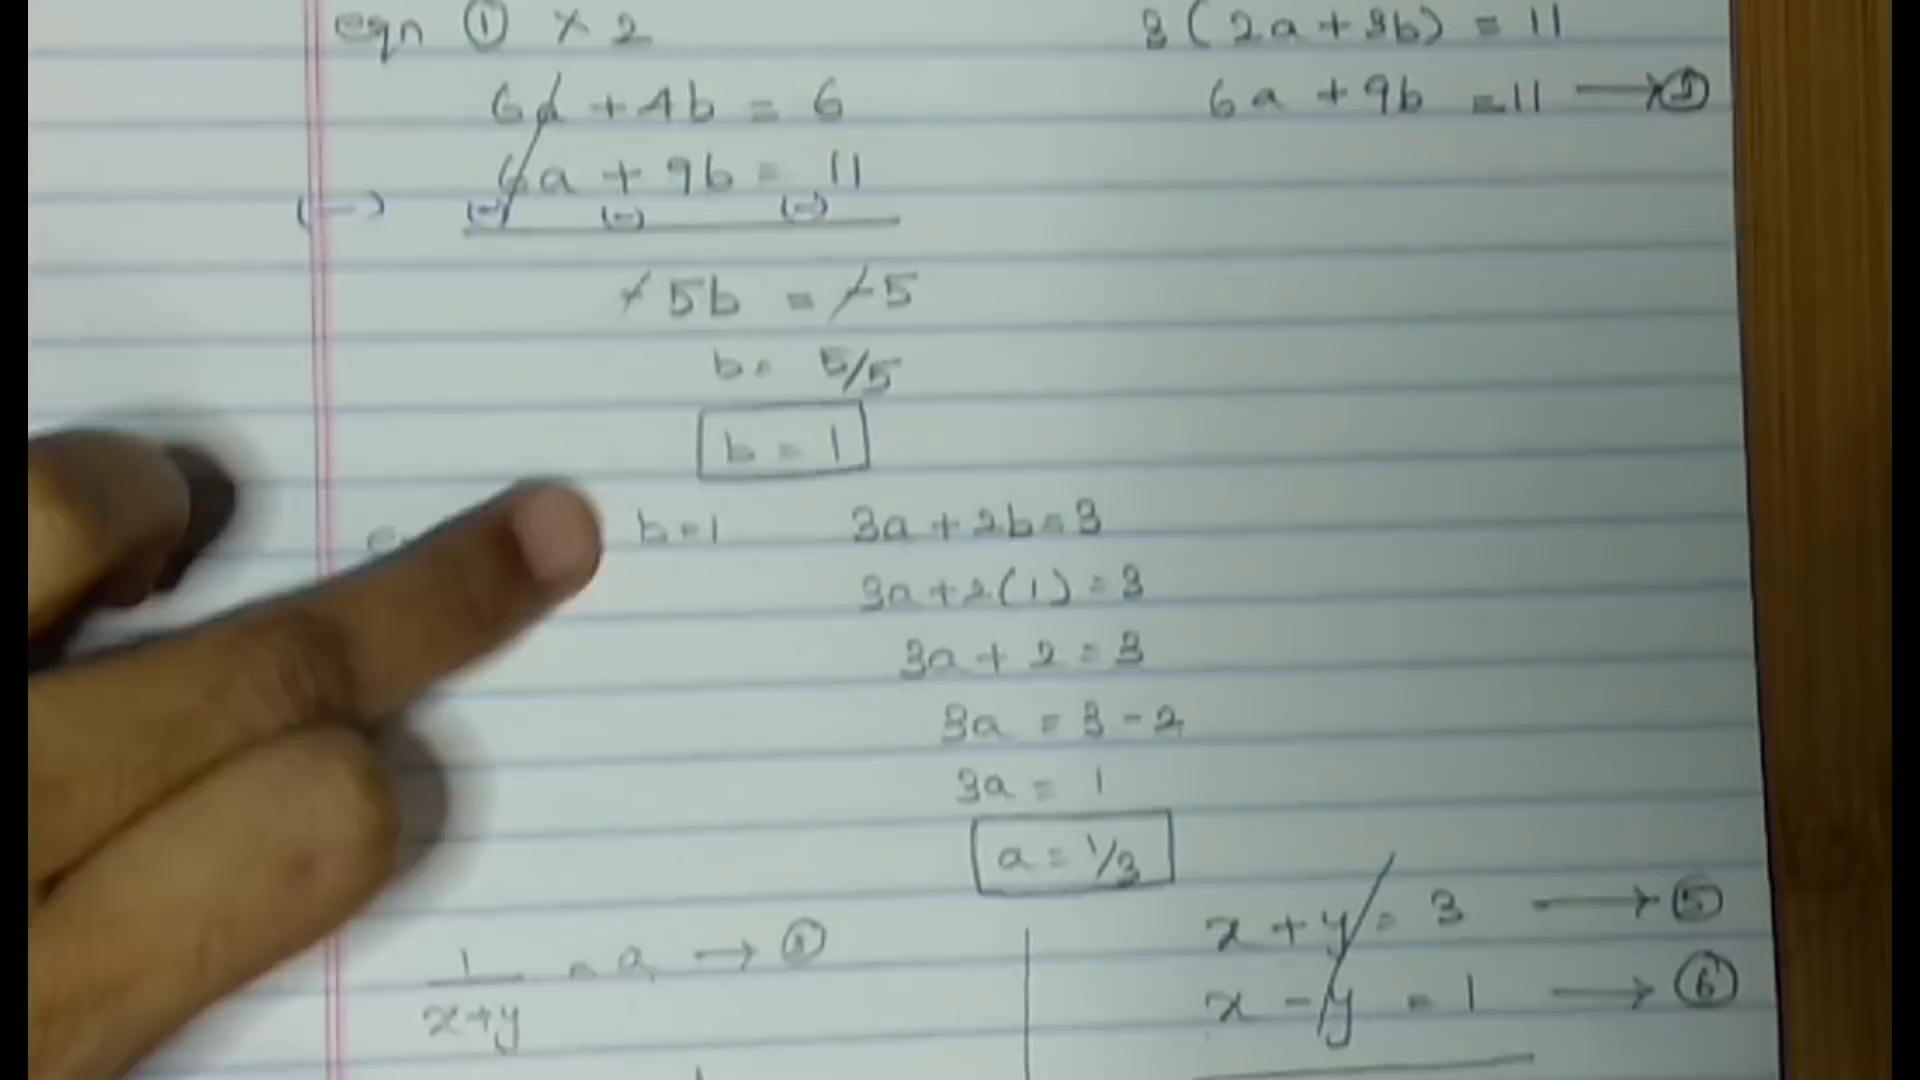 eqn ① × 2
6a + 4b = 6
6a + 9b = 11
(-) (-) (-) (-)
-5b = -5
b = 5/5
b = 1
b = 1
3(2a + 3b) = 11
6a + 9b = 11 →
3a + 2b = 3
3a + 2(1) = 3
3a + 2 = 3
3a = 3 - 2
3a = 1
a = 1/3
1/x+y = a →
x + y = 3 → ⑤
x - y = 1 → ⑥